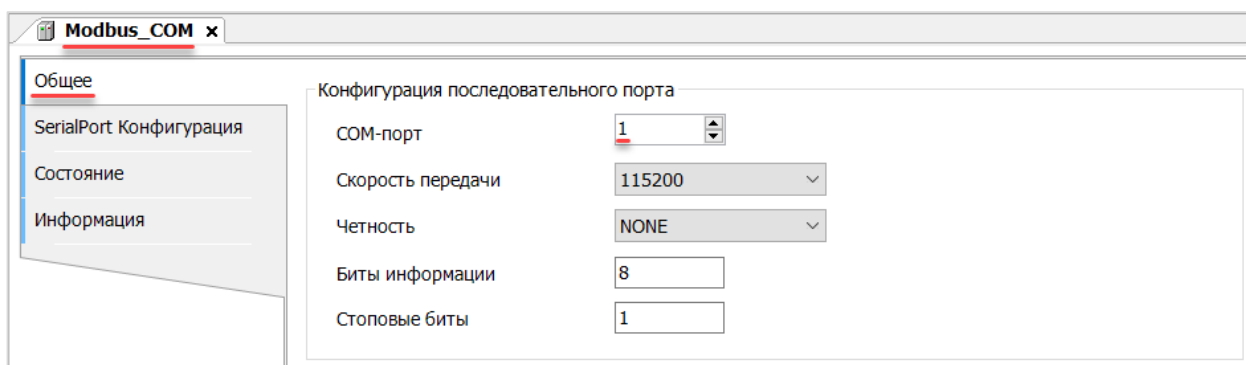 Modbus_COM x
Общее
SerialPort Конфигурация
Состояние
Информация
Конфигурация последовательного порта
COM-порт 1
Скорость передачи 115200
Четность NONE
Биты информации 8
Стоповые биты 1